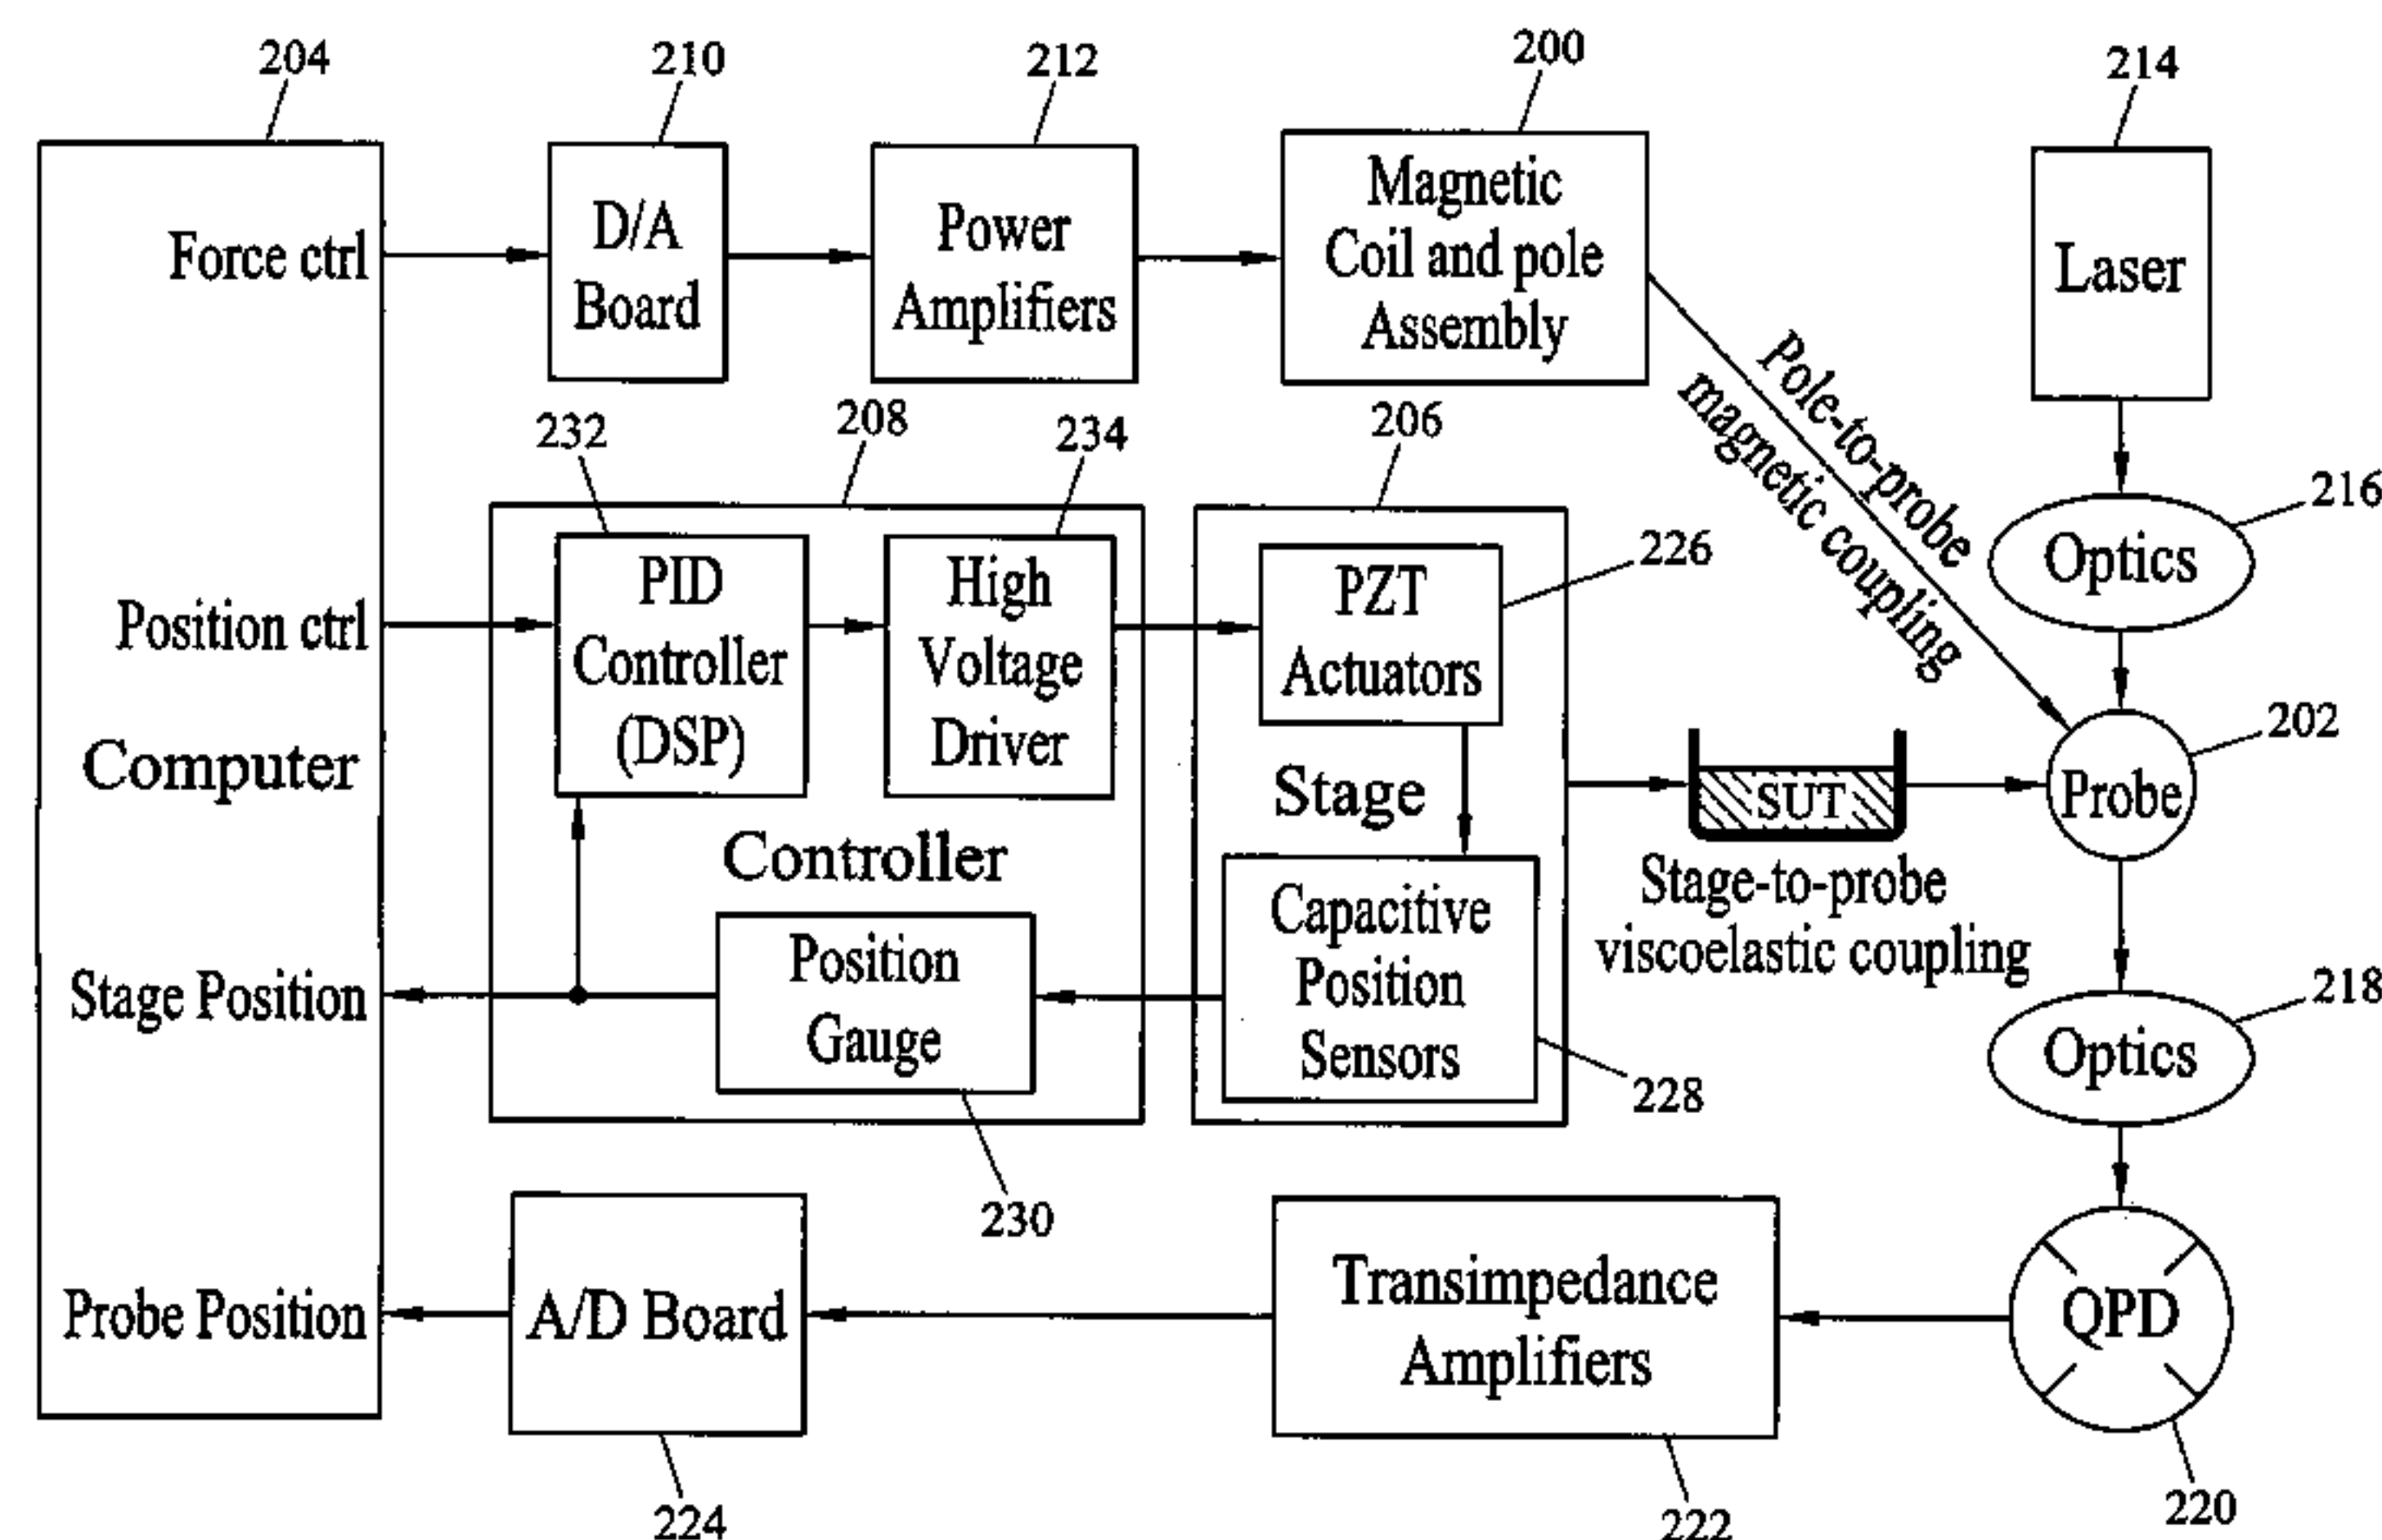 204
210
212
200
214
Force ctrl
D/A
Board
Power
Amplifiers
Magnetic
Coil and pole
Assembly
Laser
Pole-to-probe
magnetic coupling
232
208
234
206
226
216
Optics
Position ctrl
PID
Controller
(DSP)
High
Voltage
Driver
PZT
Actuators
202
Probe
Computer
Controller
Stage
SUT
Stage-to-probe
viscoelastic coupling
Stage Position
Position
Gauge
Capacitive
Position
Sensors
228
230
218
Optics
Probe Position
A/D Board
Transimpedance
Amplifiers
QPD
224
222
220